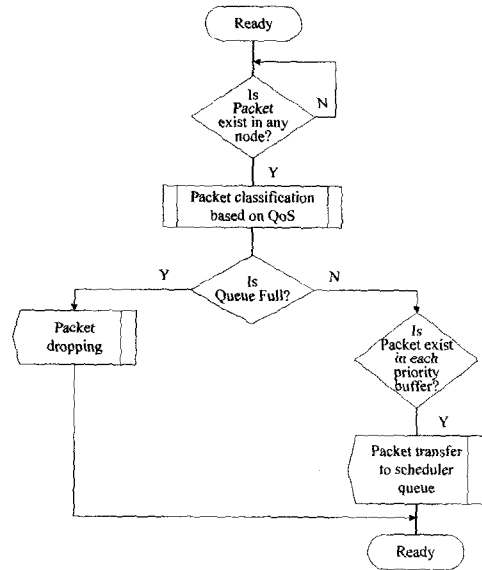 Ready
Is
Packet
exist in any
node?
N
Y
Packet classification
based on QoS
Y
Is
Queue Full?
N
Packet
dropping
Is
Packet exist
in each
priority
buffer?
Y
Packet transfer
to scheduler
queue
Ready